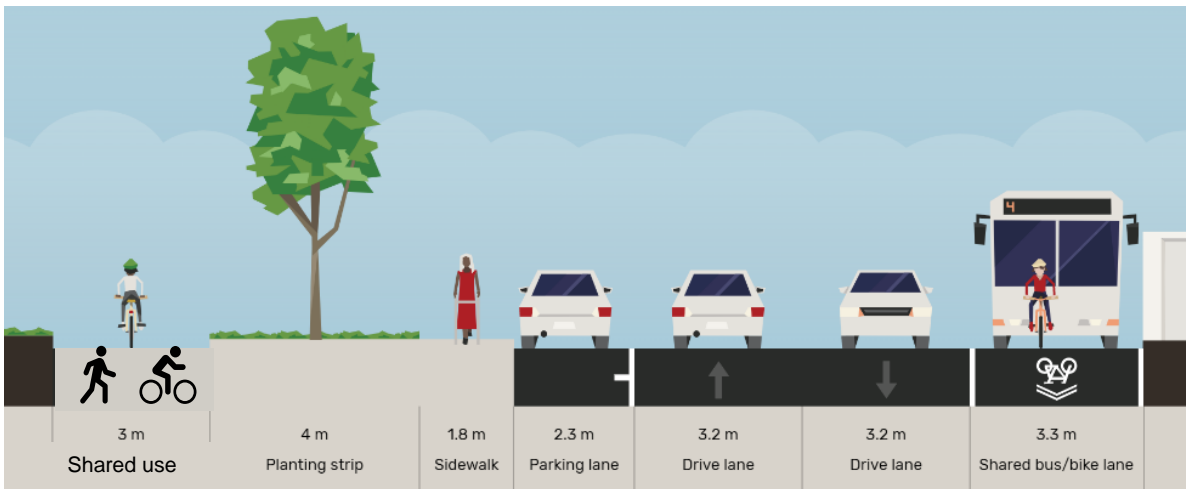 4
3 m
4 m
1.8 m
2.3 m
3.2 m
3.2 m
3.3 m
Shared use
Planting strip
Sidewalk
Parking lane
Drive lane
Drive lane
Shared bus/bike lane